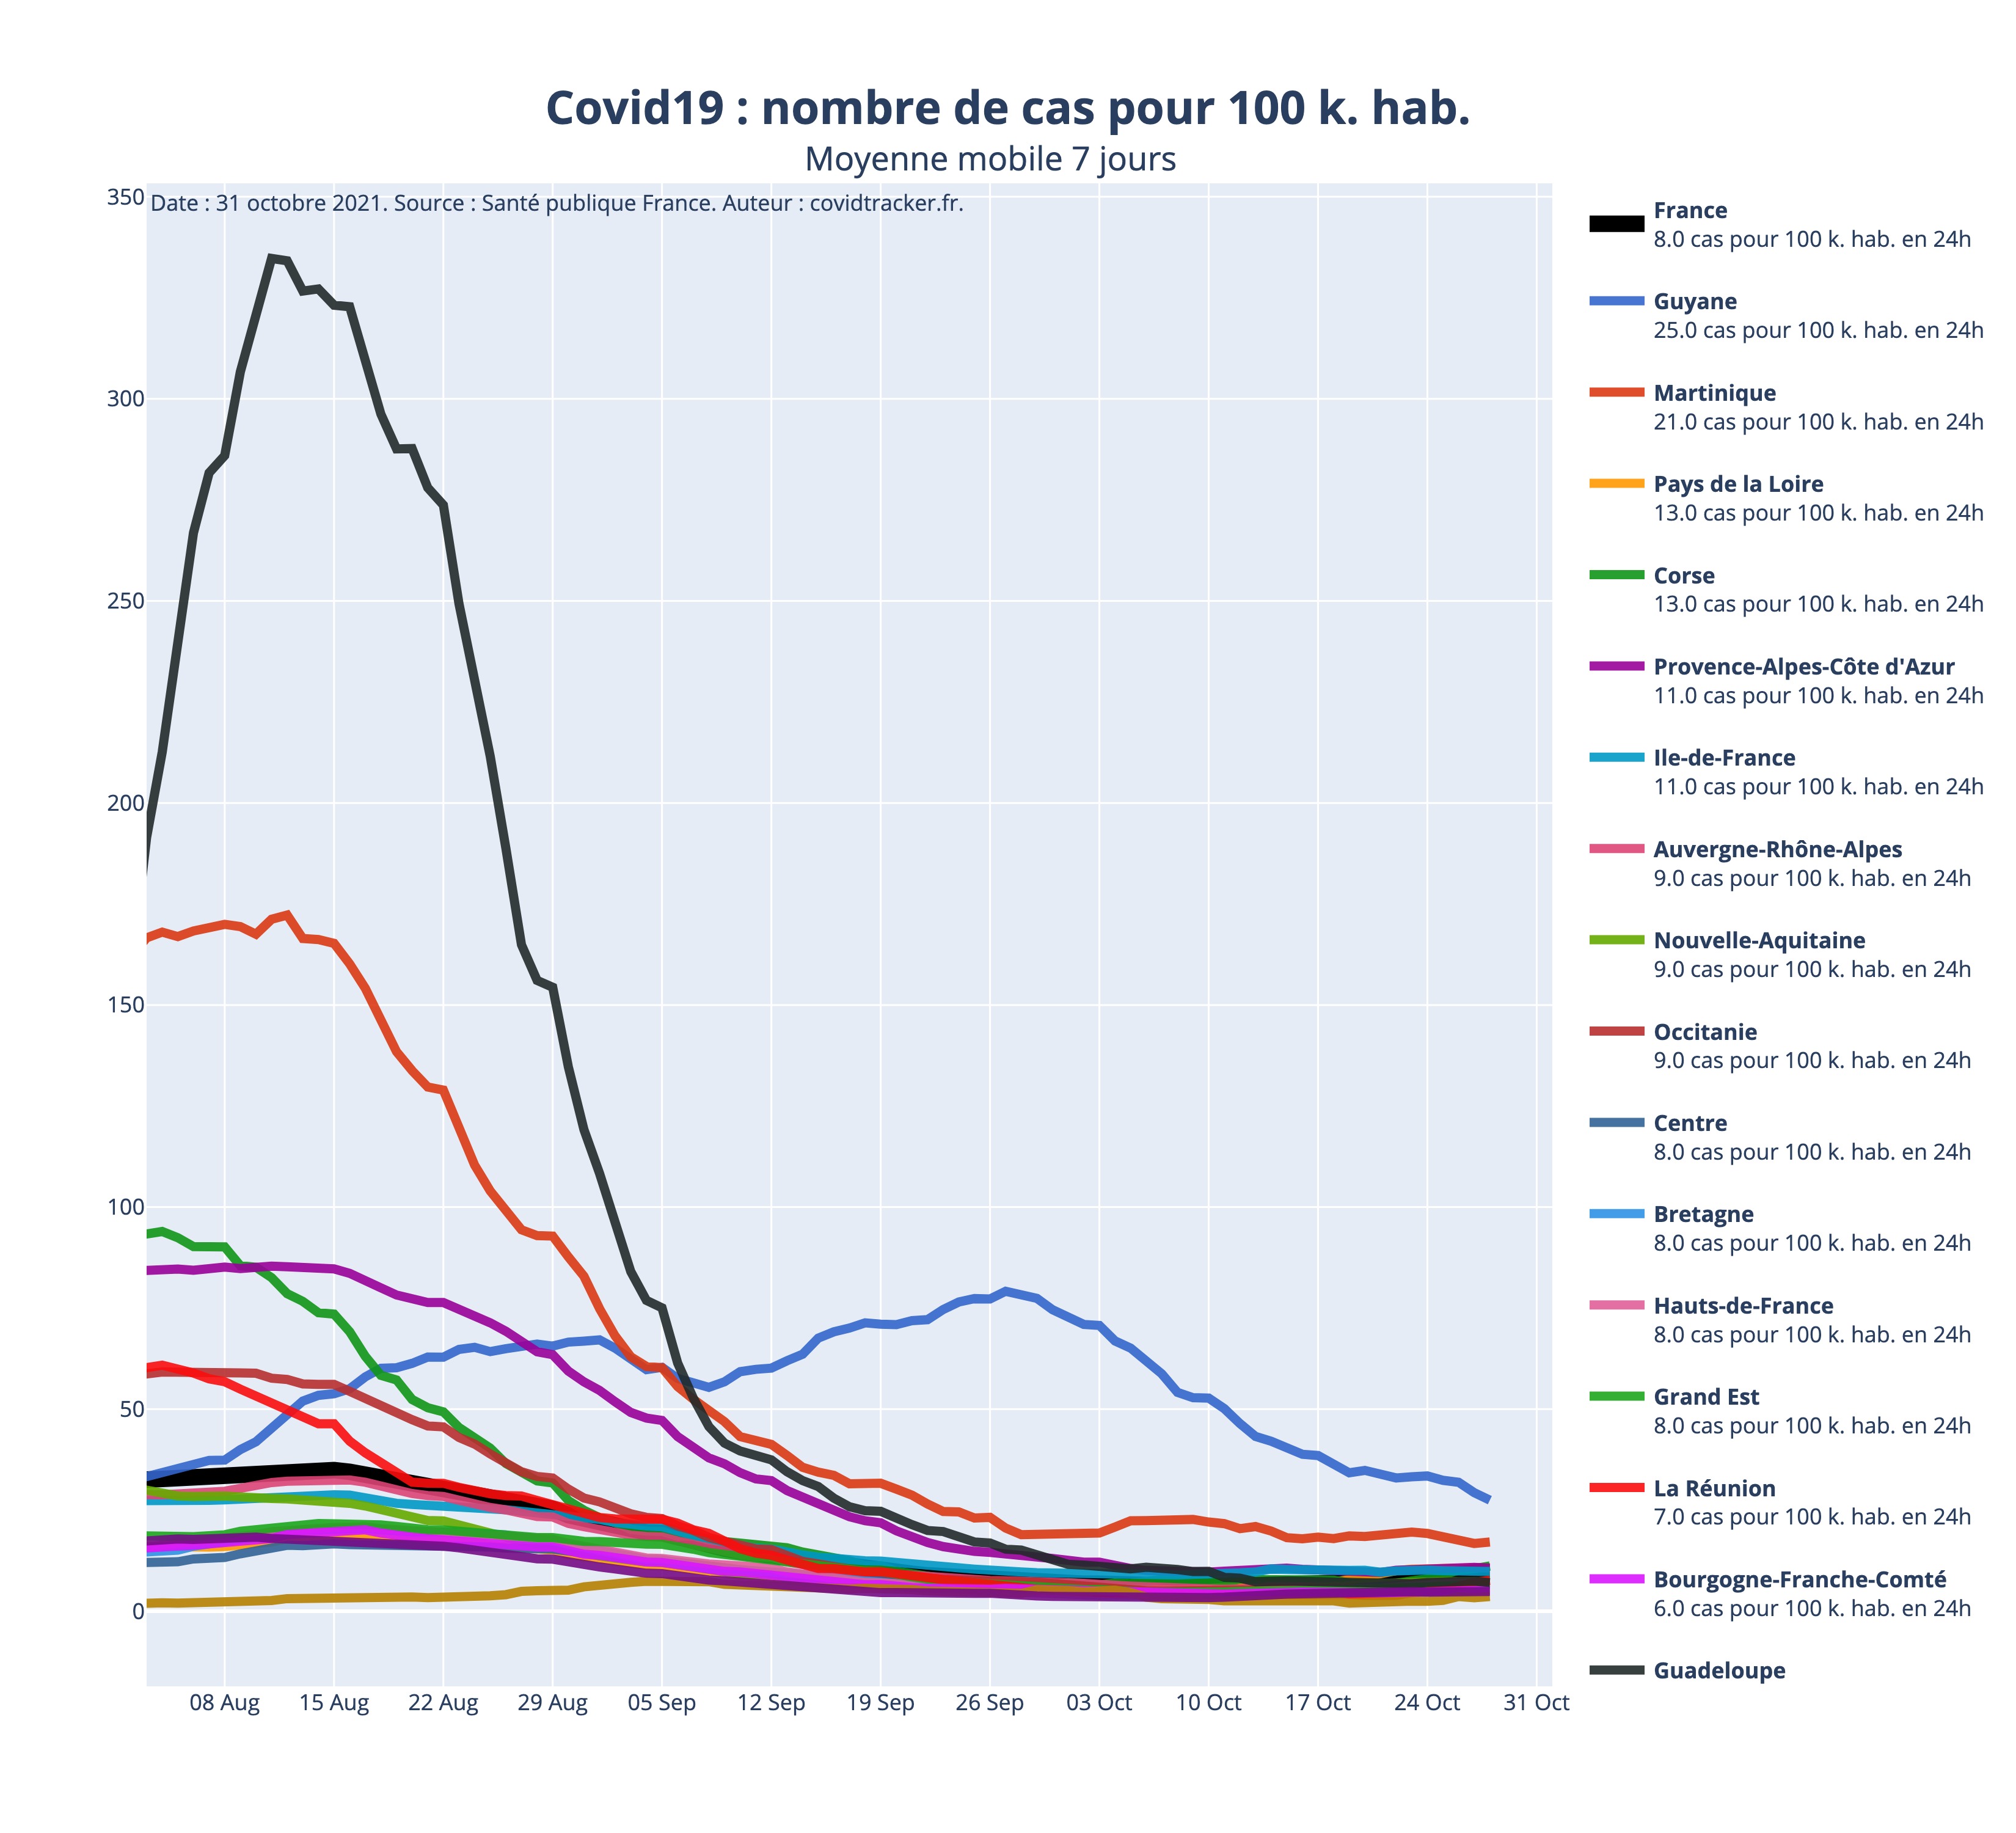 Covid19 : nombre de cas pour 100 k. hab.
Moyenne mobile 7 jours
Date : 31 octobre 2021. Source : Santé publique France. Auteur : covidtracker.fr.
350
300
250
200
150
100
50
0
08 Aug
15 Aug
22 Aug
29 Aug
05 Sep
12 Sep
19 Sep
26 Sep
03 Oct
10 Oct
17 Oct
24 Oct
31 Oct
France
8.0 cas pour 100 k. hab. en 24h
Guyane
25.0 cas pour 100 k. hab. en 24h
Martinique
21.0 cas pour 100 k. hab. en 24h
Pays de la Loire
13.0 cas pour 100 k. hab. en 24h
Corse
13.0 cas pour 100 k. hab. en 24h
Provence-Alpes-Côte d'Azur
11.0 cas pour 100 k. hab. en 24h
Ile-de-France
11.0 cas pour 100 k. hab. en 24h
Auvergne-Rhône-Alpes
9.0 cas pour 100 k. hab. en 24h
Nouvelle-Aquitaine
9.0 cas pour 100 k. hab. en 24h
Occitanie
9.0 cas pour 100 k. hab. en 24h
Centre
8.0 cas pour 100 k. hab. en 24h
Bretagne
8.0 cas pour 100 k. hab. en 24h
Hauts-de-France
8.0 cas pour 100 k. hab. en 24h
Grand Est
8.0 cas pour 100 k. hab. en 24h
La Réunion
7.0 cas pour 100 k. hab. en 24h
Bourgogne-Franche-Comté
6.0 cas pour 100 k. hab. en 24h
Guadeloupe